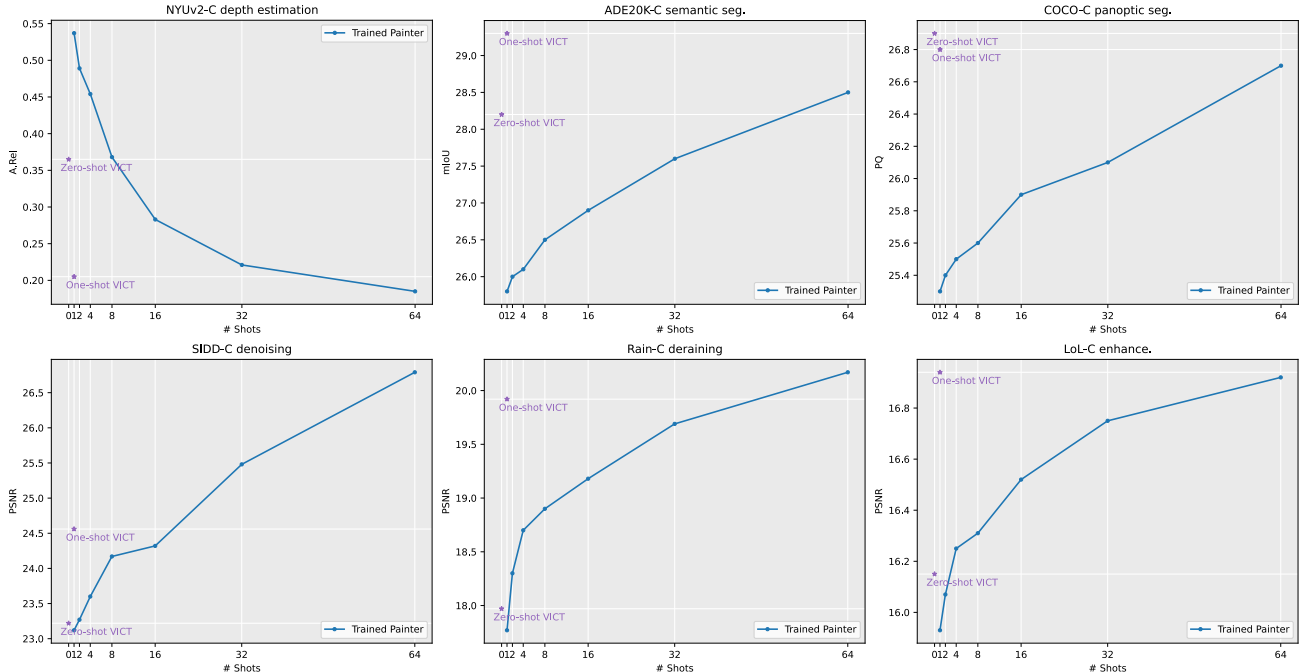 NYUv2-C depth estimation
0.55
0.50
0.45
0.40
0.35
0.30
0.25
0.20
A.Rel
Trained Painter
Zero-shot VICT
One-shot VICT
0 1 2 4 8 16 32 64
# Shots
ADE20K-C semantic seg.
29.0
28.5
28.0
27.5
27.0
26.5
26.0
mIoU
One-shot VICT
Zero-shot VICT
Trained Painter
0 1 2 4 8 16 32 64
# Shots
COCO-C panoptic seg.
26.8
26.6
26.4
26.2
26.0
25.8
25.6
25.4
PQ
Zero-shot VICT
One-shot VICT
Trained Painter
0 1 2 4 8 16 32 64
# Shots
SIDD-C denoising
26.5
26.0
25.5
25.0
24.5
24.0
23.5
23.0
PSNR
One-shot VICT
Zero-shot VICT
Trained Painter
0 1 2 4 8 16 32 64
# Shots
Rain-C deraining
20.0
19.5
19.0
18.5
18.0
PSNR
One-shot VICT
Zero-shot VICT
Trained Painter
0 1 2 4 8 16 32 64
# Shots
LoL-C enhance.
16.8
16.6
16.4
16.2
16.0
PSNR
One-shot VICT
Zero-shot VICT
Trained Painter
0 1 2 4 8 16 32 64
# Shots